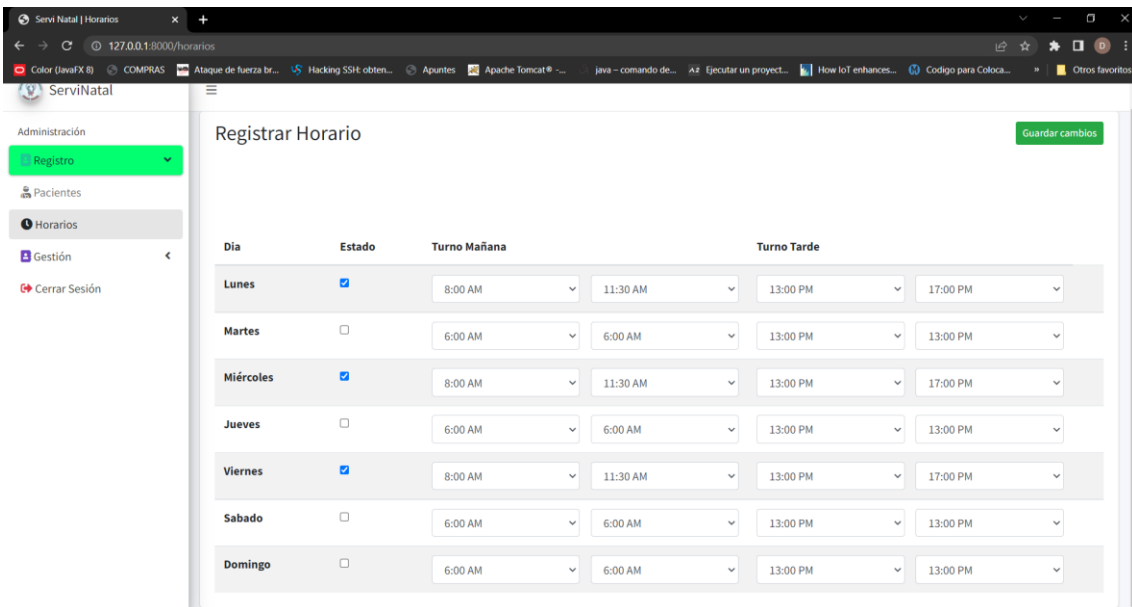 Servi Natal | Horarios
127.0.0.1:8000/horarios
Color (JavaFX 8) COMPRAS Ataque de fuerza br... Hacking SSH: obten... Apuntes Apache Tomcat® -... java – comando de... Ejecutar un proyect... How IoT enhances... Codigo para Coloca... » Otros favoritos
ServiNatal
Administración
Registro
Pacientes
Horarios
Gestión
Cerrar Sesión
Registrar Horario Guardar cambios
Dia Estado Turno Mañana Turno Tarde
Lunes 8:00 AM 11:30 AM 13:00 PM 17:00 PM
Martes 6:00 AM 6:00 AM 13:00 PM 13:00 PM
Miércoles 8:00 AM 11:30 AM 13:00 PM 17:00 PM
Jueves 6:00 AM 6:00 AM 13:00 PM 13:00 PM
Viernes 8:00 AM 11:30 AM 13:00 PM 17:00 PM
Sabado 6:00 AM 6:00 AM 13:00 PM 13:00 PM
Domingo 6:00 AM 6:00 AM 13:00 PM 13:00 PM